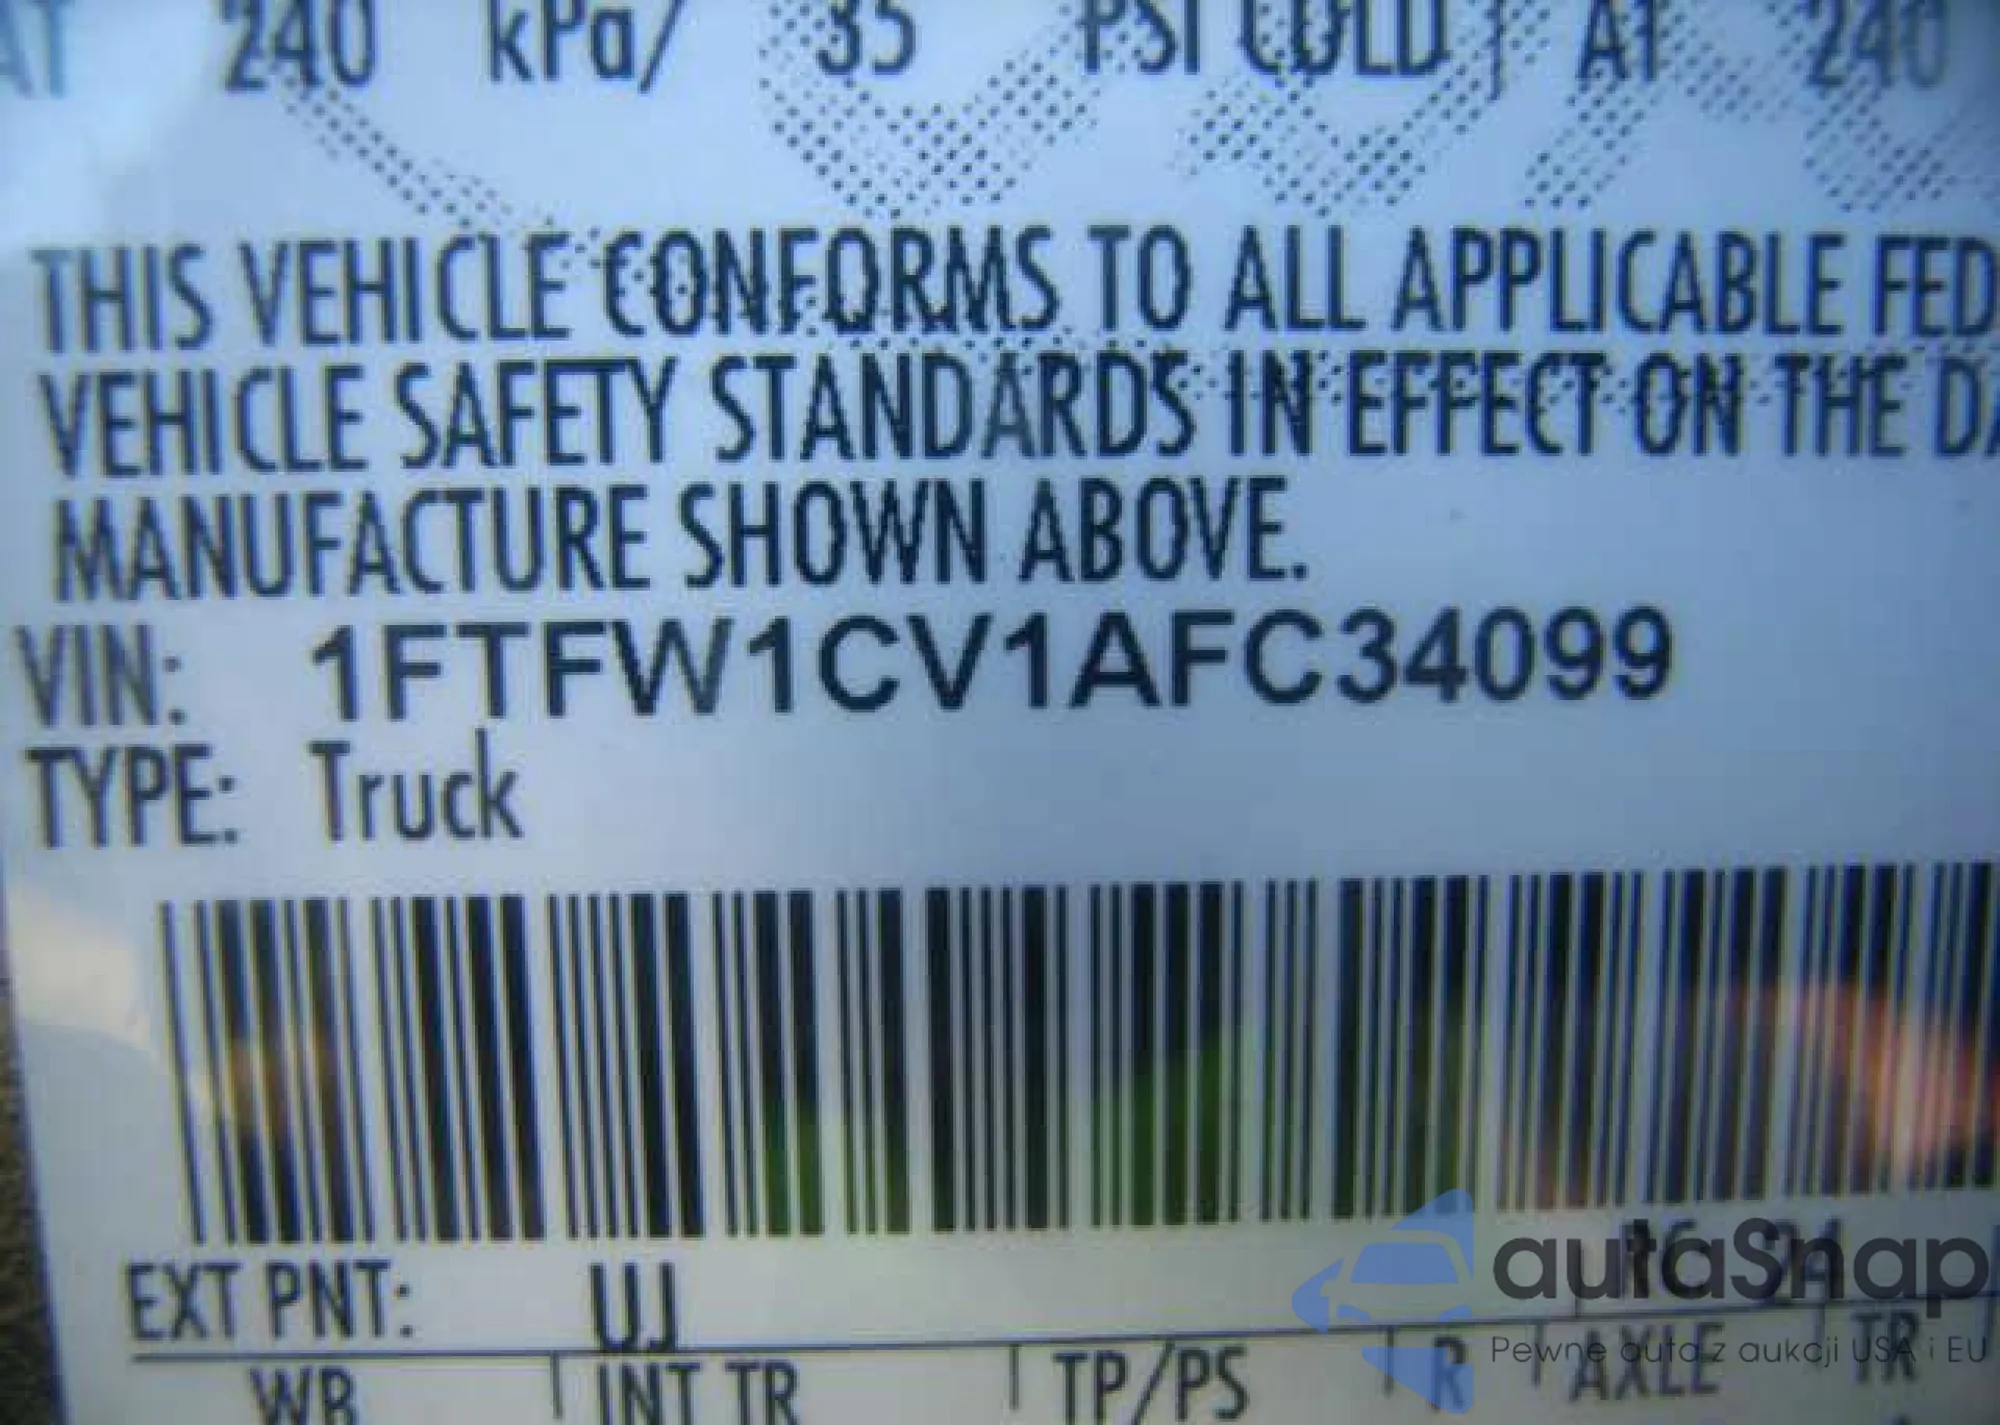 AT 240 kPa/ 35 PSI COLD AT 240
THIS VEHICLE CONFORMS TO ALL APPLICABLE FED
VEHICLE SAFETY STANDARDS IN EFFECT ON THE DA
MANUFACTURE SHOWN ABOVE.
VIN: 1FTFW1CV1AFC34099
TYPE: Truck
EXT PNT: UJ
autaSnap
Pewne auta z aukcji USA i EU
WB INT TR TP/PS R AXLE TR